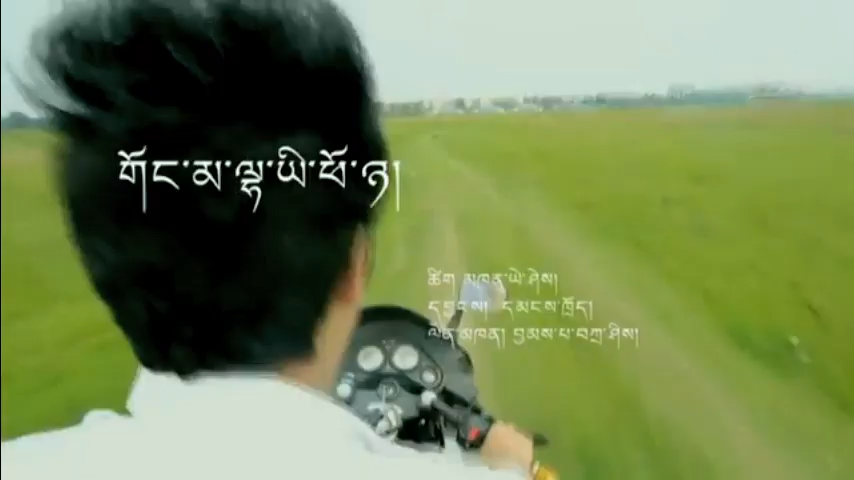 གོང་མ་ལྷ་ཡི་ཕོ་ཉ།
ཚིག མཁན་ཡེ་ཤེས།
དབྱངས། དམངས་ཁྲོད།
ལེན་མཁན། བྱམས་པ་བཀྲ་ཤིས།